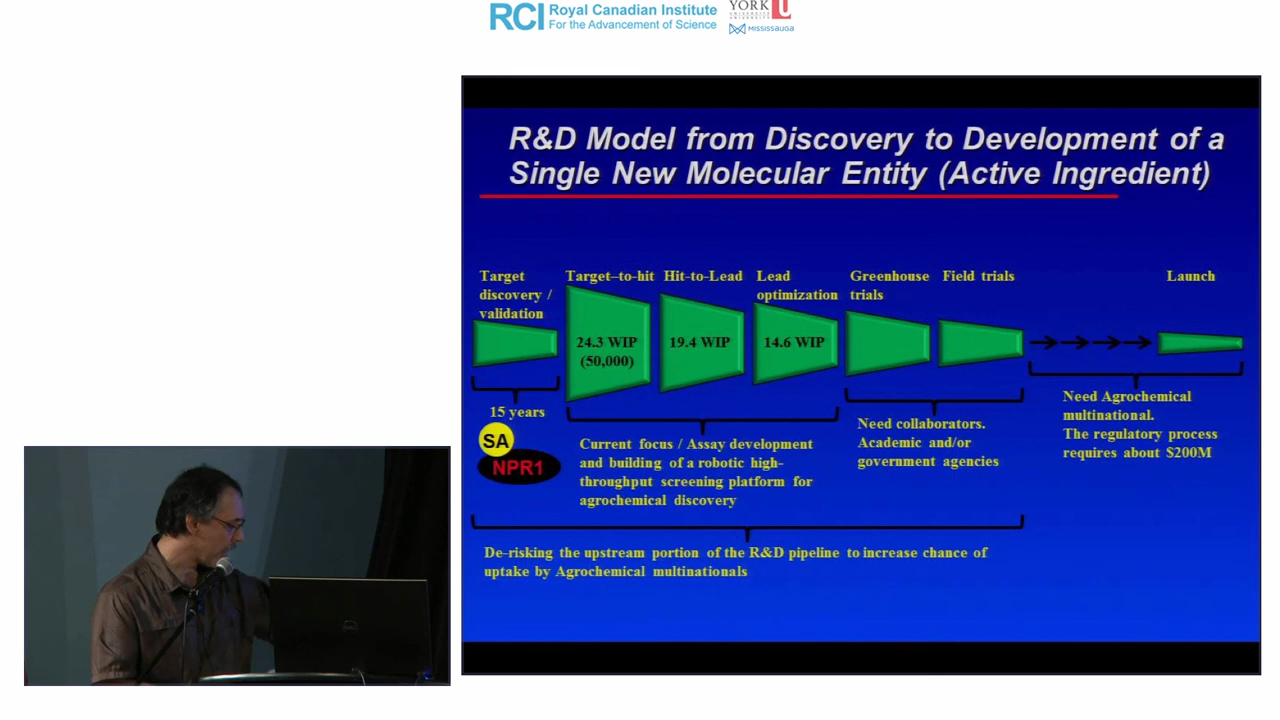 RCI Royal Canadian Institute
For the Advancement of Science
YORK U
MISSISSAUGA
R&D Model from Discovery to Development of a
Single New Molecular Entity (Active Ingredient)
Target
discovery /
validation
Target–to-hit
Hit-to-Lead
Lead
optimization
Greenhouse
trials
Field trials
Launch
24.3 WIP
(50,000)
19.4 WIP
14.6 WIP
15 years
SA
NPR1
Current focus / Assay development
and building of a robotic high-
throughput screening platform for
agrochemical discovery
Need collaborators.
Academic and/or
government agencies
Need Agrochemical
multinational.
The regulatory process
requires about $200M
De-risking the upstream portion of the R&D pipeline to increase chance of
uptake by Agrochemical multinationals